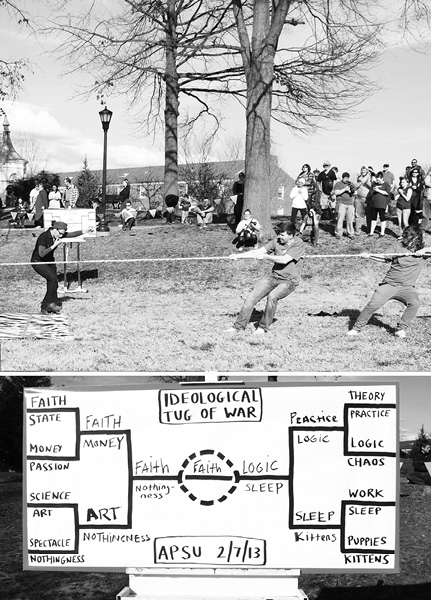 IDEOLOGICAL
TUG OF WAR
FAITH
STATE
MONEY
PASSION
SCIENCE
ART
SPECTACLE
NOTHINGNESS
FAITH
MONEY
ART
NOTHINGNESS
Faith
Nothing-
ness
Faith
LOGIC
SLEEP
Practice
LOGIC
SLEEP
Kittens
THEORY
PRACTICE
LOGIC
CHAOS
WORK
SLEEP
PUPPIES
KITTENS
APSU 2/7/13